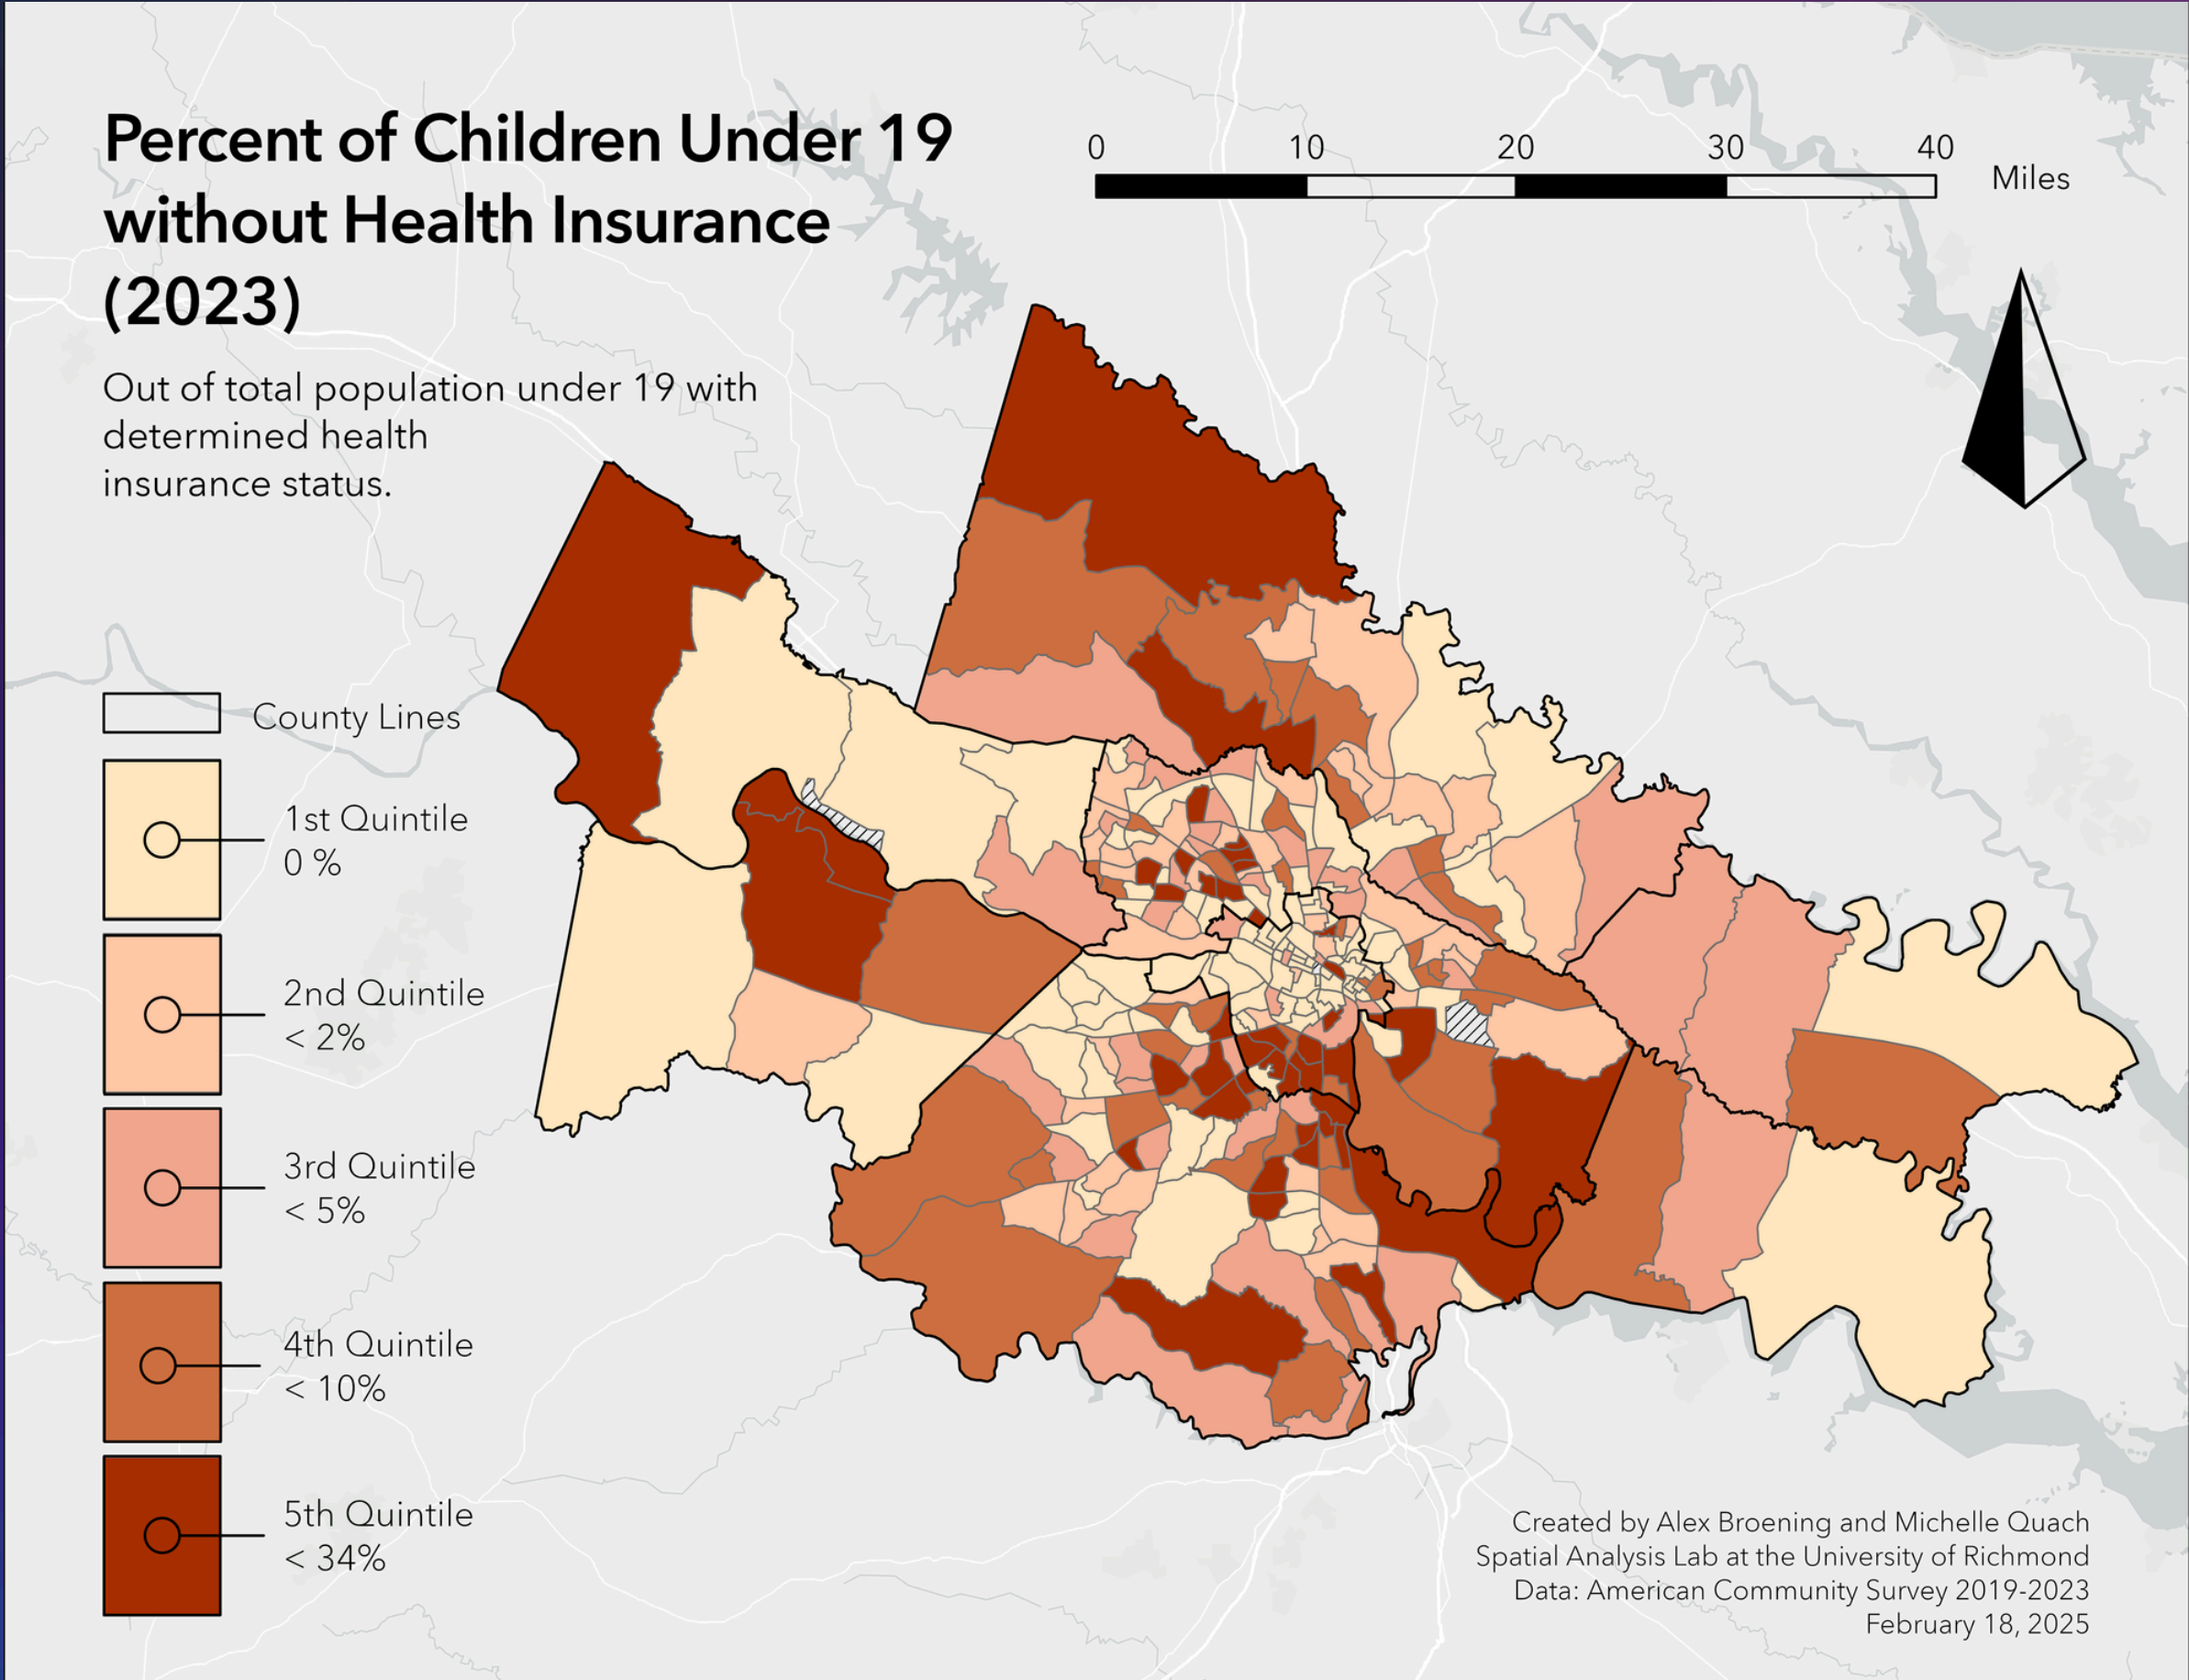 Percent of Children Under 19
without Health Insurance
(2023)
Out of total population under 19 with
determined health
insurance status.
0 10 20 30 40
Miles
County Lines
1st Quintile
0 %
2nd Quintile
< 2%
3rd Quintile
< 5%
4th Quintile
< 10%
5th Quintile
< 34%
Created by Alex Broening and Michelle Quach
Spatial Analysis Lab at the University of Richmond
Data: American Community Survey 2019-2023
February 18, 2025